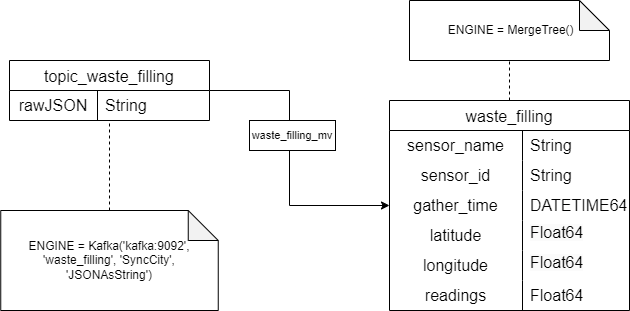 ENGINE = MergeTree()
topic_waste_filling
rawJSON String
waste_filling_mv
waste_filling
sensor_name String
sensor_id String
gather_time DATETIME64
latitude Float64
longitude Float64
readings Float64
ENGINE = Kafka('kafka:9092',
'waste_filling', 'SyncCity',
'JSONAsString')